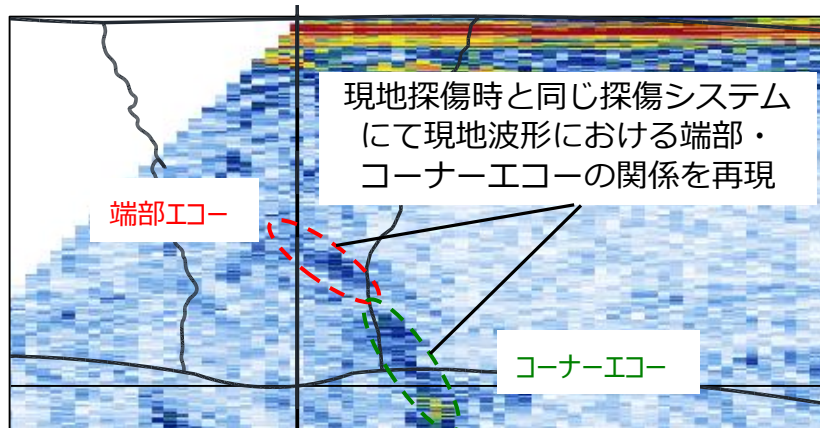 現地探傷時と同じ探傷システム
にて現地波形における端部・
コーナーエコーの関係を再現
端部エコー
コーナーエコー